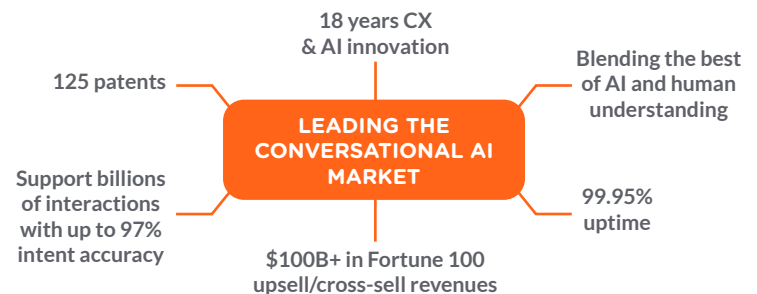 18 years CX
& AI innovation
125 patents
Blending the best
of AI and human
understanding
LEADING THE
CONVERSATIONAL AI
MARKET
Support billions
of interactions
with up to 97%
intent accuracy
99.95%
uptime
$100B+ in Fortune 100
upsell/cross-sell revenues